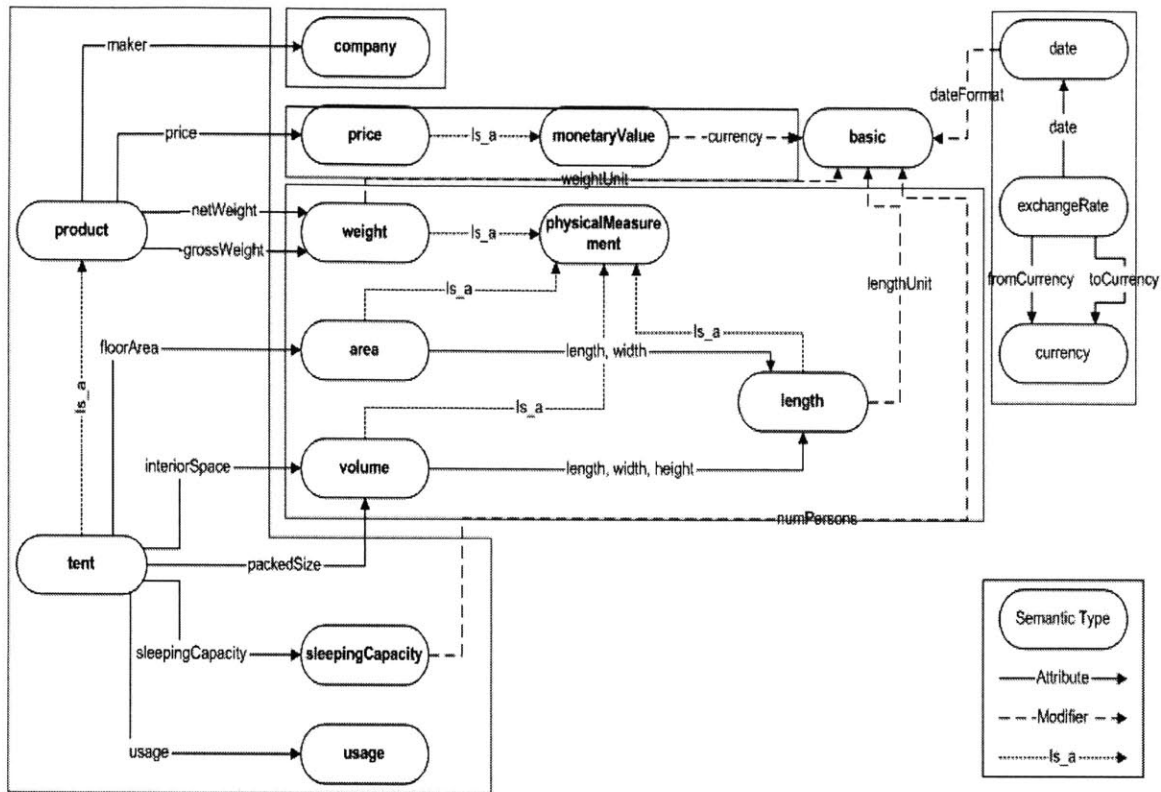 maker
company
date
dateFormat
price
price
Is_a
monetaryValue
currency
basic
date
weightUnit
product
netWeight
grossWeight
weight
Is_a
physicalMeasure
ment
exchangeRate
lengthUnit
fromCurrency
toCurrency
Is_a
floorArea
area
length, width
Is_a
currency
Is_a
Is_a
length
interiorSpace
volume
length, width, height
numPersons
tent
packedSize
Semantic Type
sleepingCapacity
sleepingCapacity
Attribute
Modifier
usage
usage
Is_a